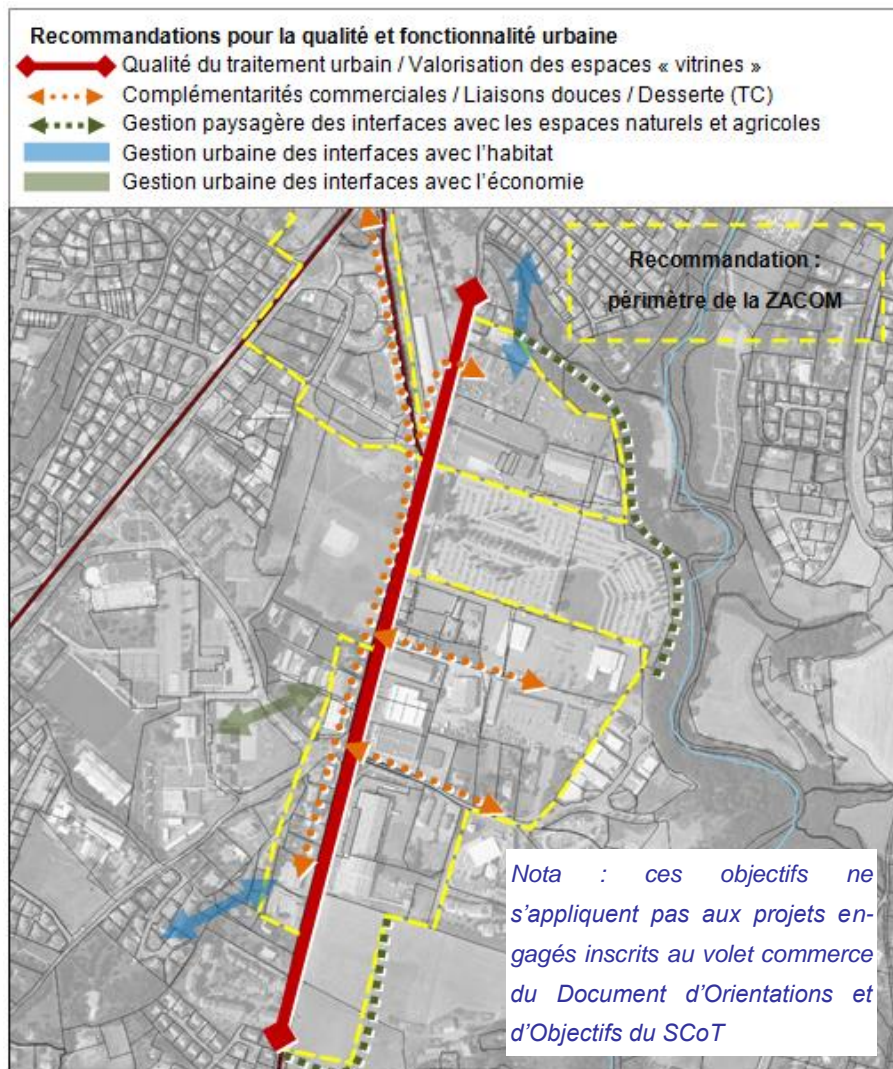 Recommandations pour la qualité et fonctionnalité urbaine
Qualité du traitement urbain / Valorisation des espaces « vitrines »
Complémentarités commerciales / Liaisons douces / Desserte (TC)
Gestion paysagère des interfaces avec les espaces naturels et agricoles
Gestion urbaine des interfaces avec l'habitat
Gestion urbaine des interfaces avec l'économie
Recommandation :
périmètre de la ZACOM
Nota : ces objectifs ne
s'appliquent pas aux projets en-
gagés inscrits au volet commerce
du Document d'Orientations et
d'Objectifs du SCoT